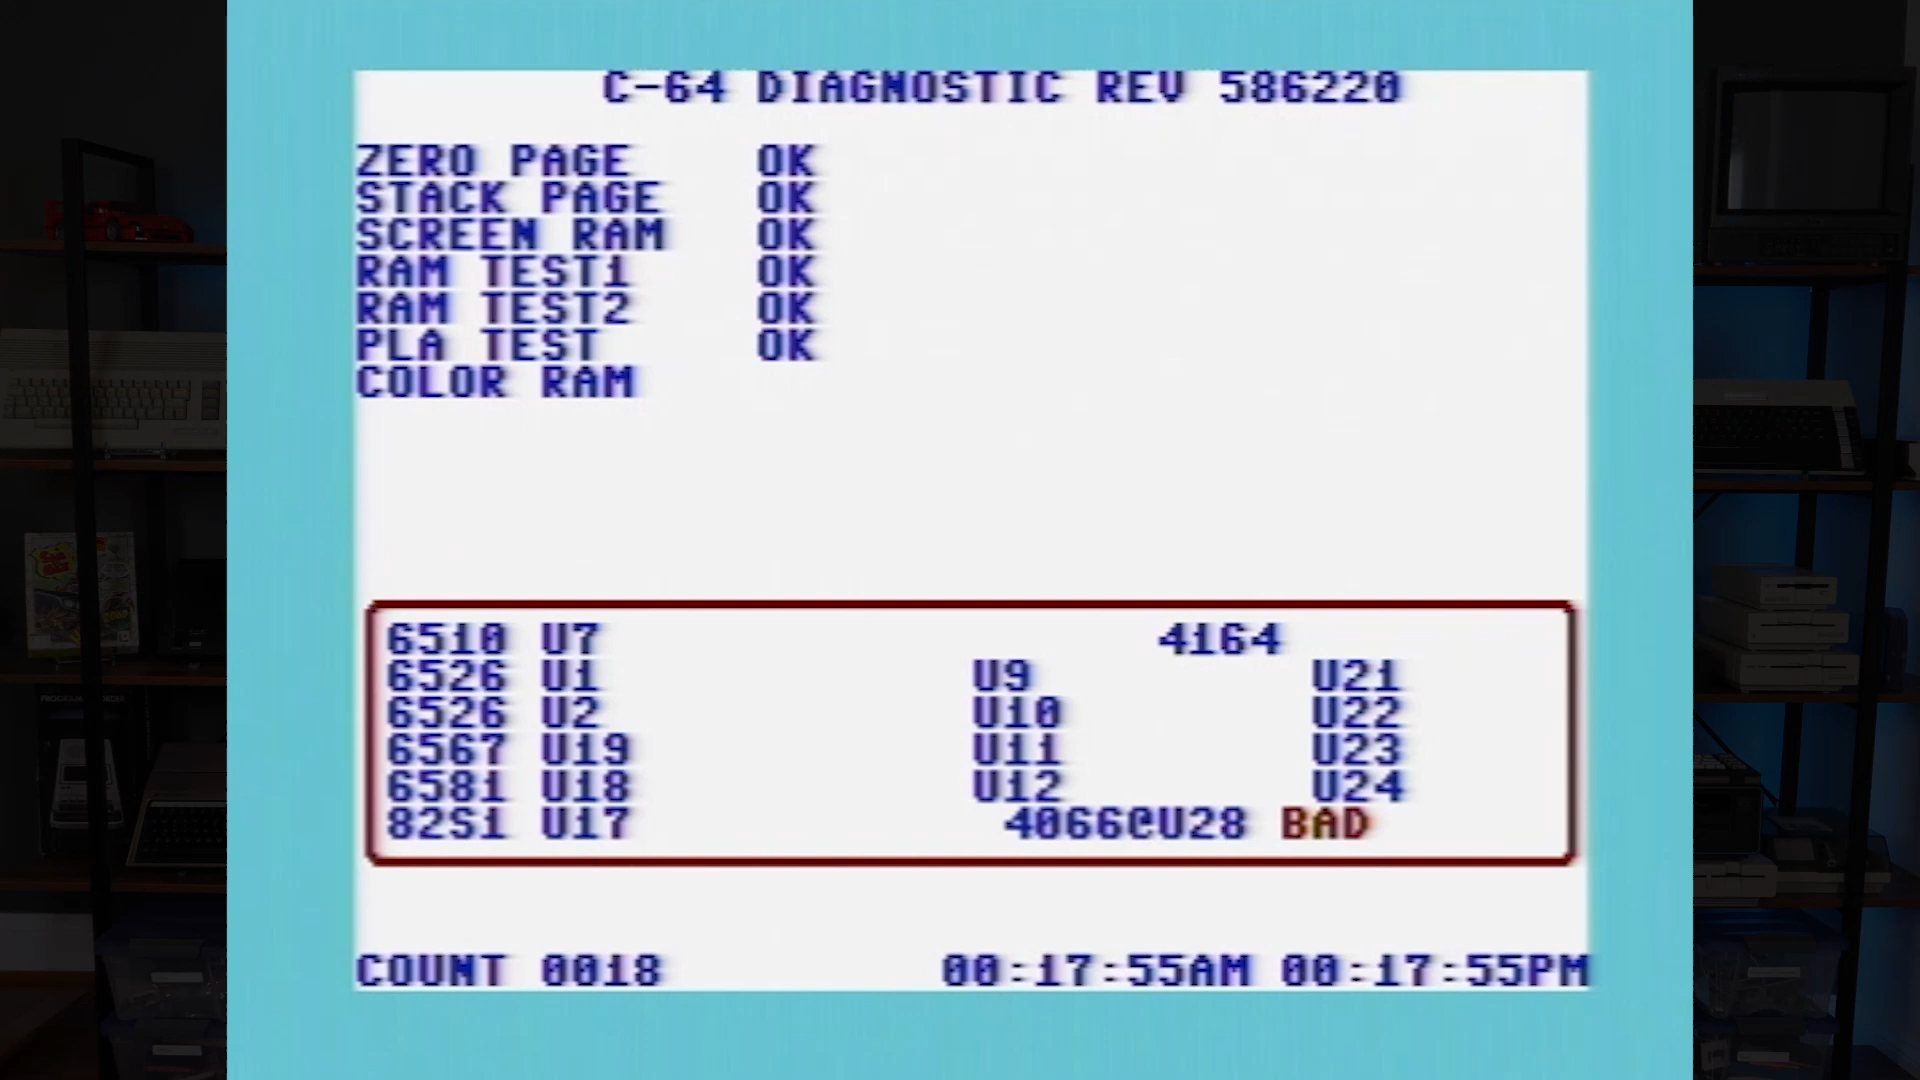 C-64 DIAGNOSTIC REV 586220
ZERO PAGE OK
STACK PAGE OK
SCREEN RAM OK
RAM TEST1 OK
RAM TEST2 OK
PLA TEST OK
COLOR RAM
6510 U7 4164
6526 U1 U9 U21
6526 U2 U10 U22
6567 U19 U11 U23
6581 U18 U12 U24
82S1 U17 4066@U28 BAD
COUNT 0018 00:17:55AM 00:17:55PM